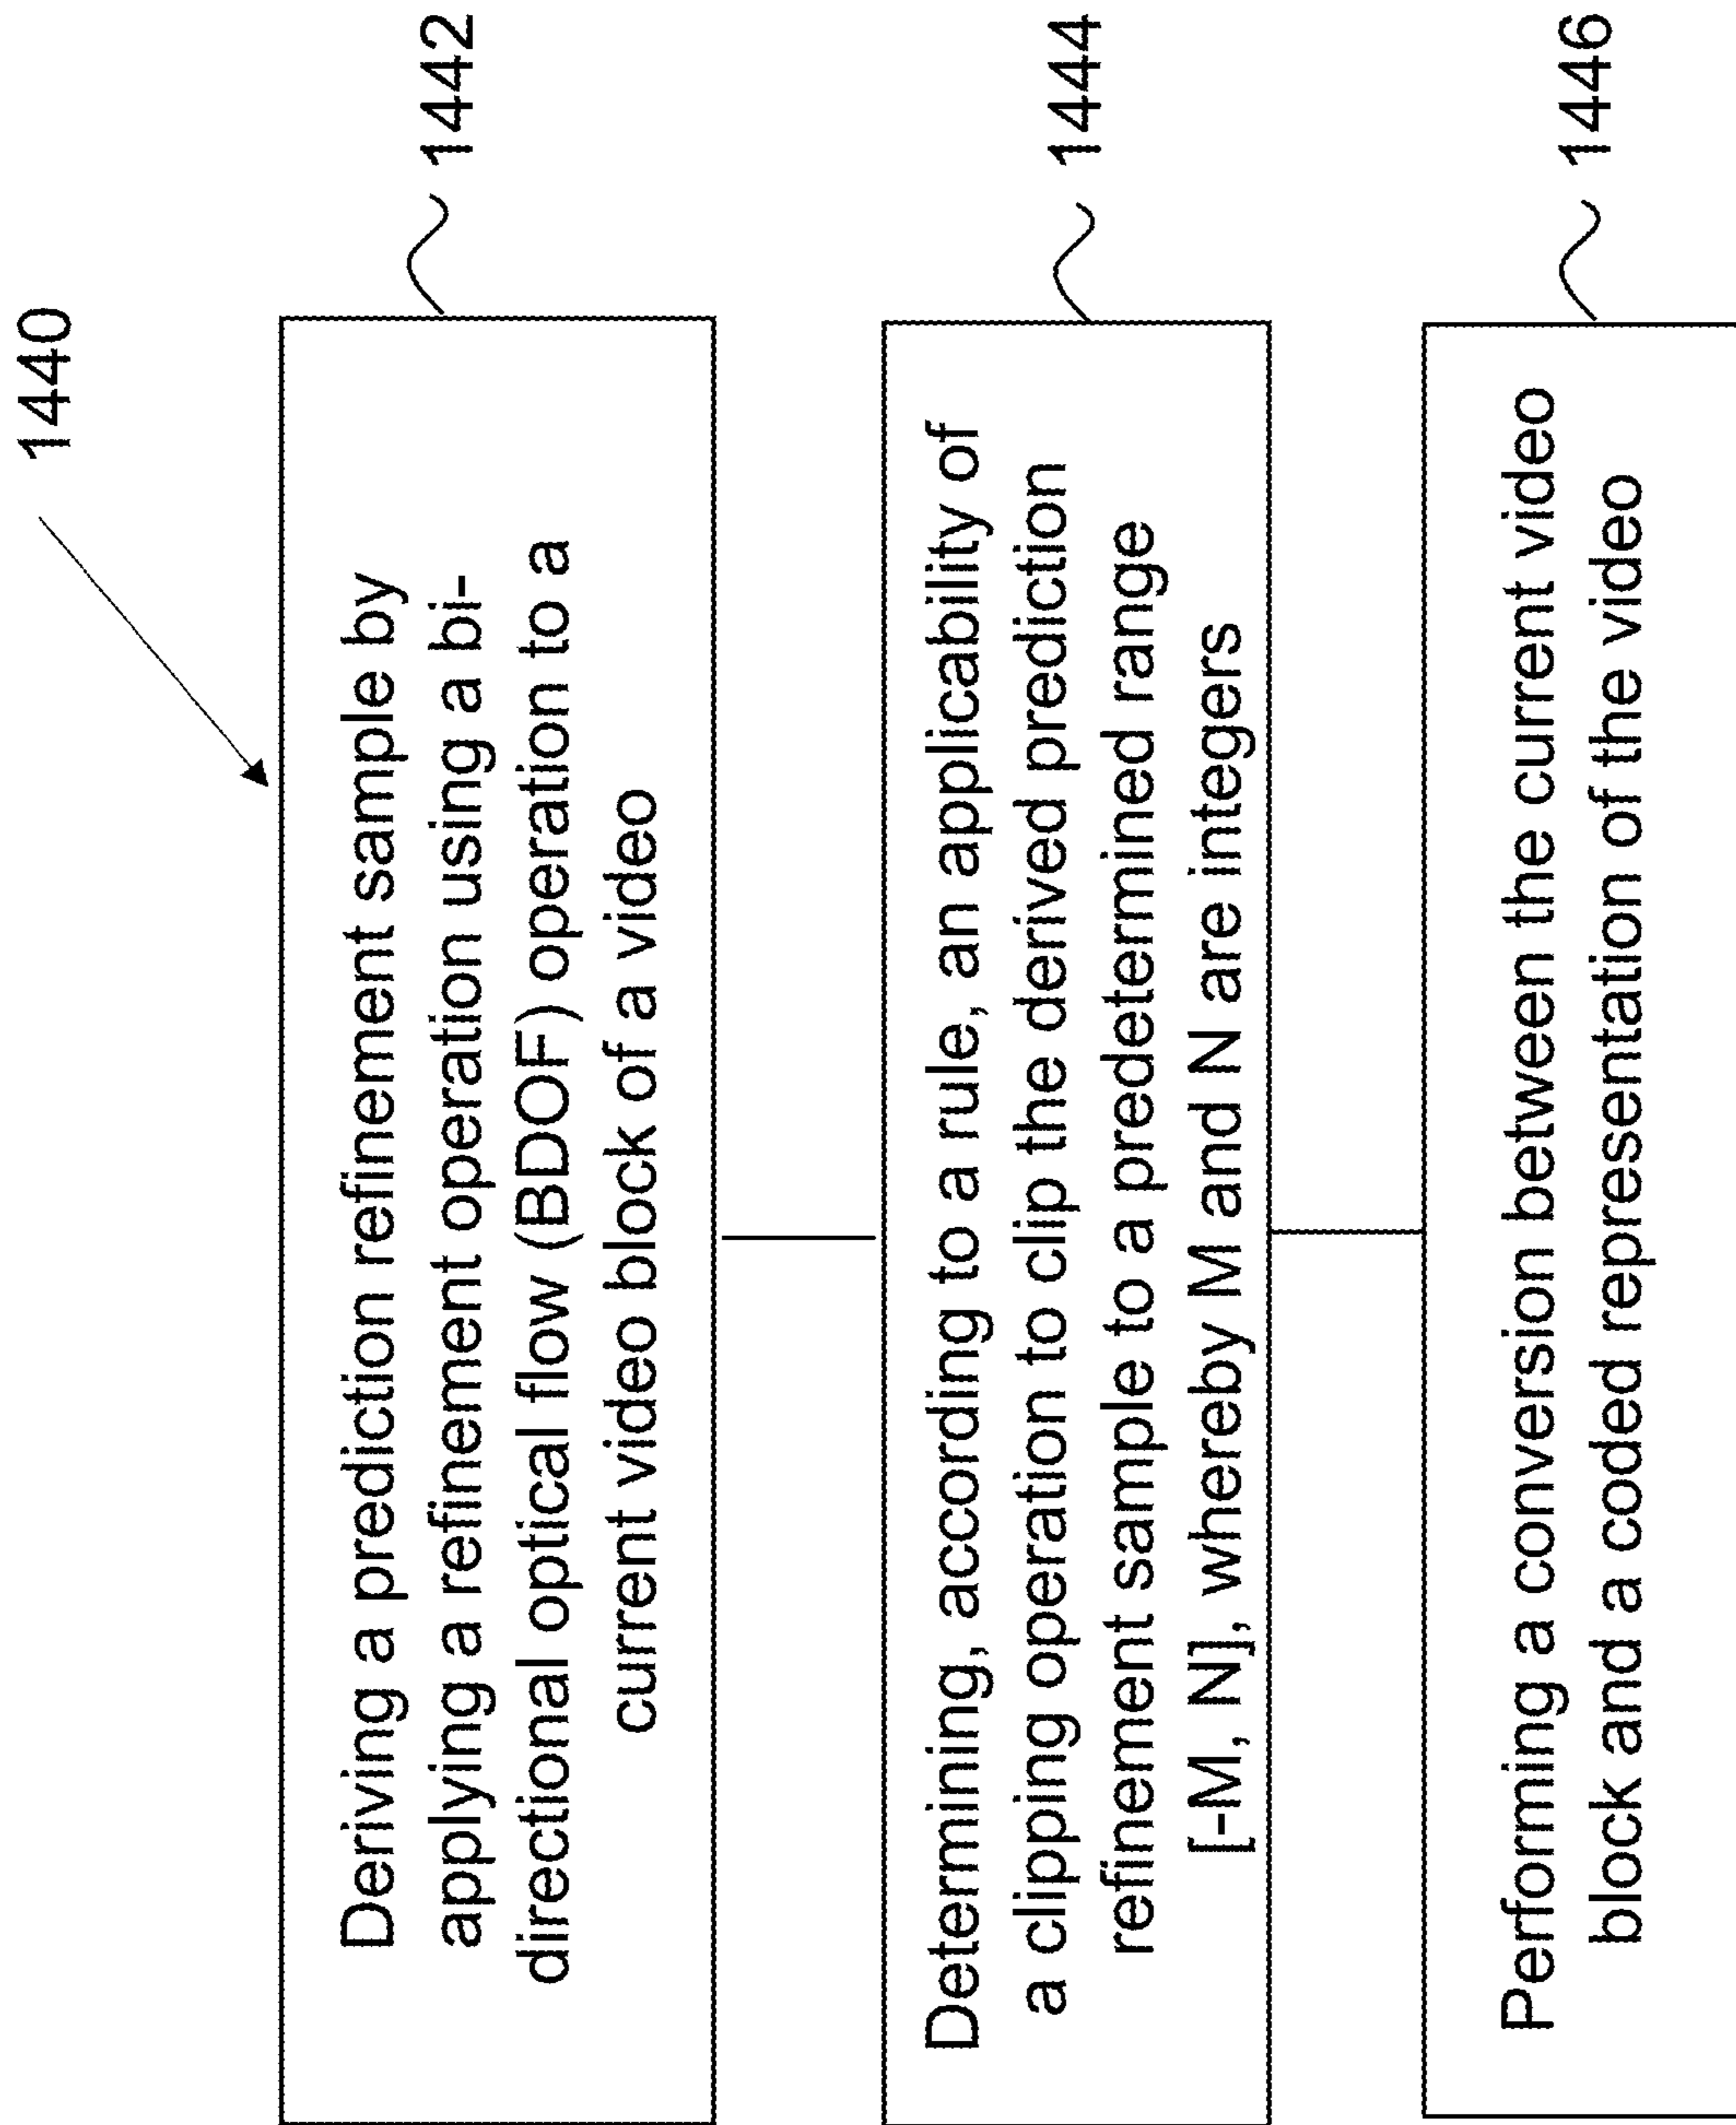 1440
Deriving a prediction refinement sample by
applying a refinement operation using a bi-
directional optical flow (BDOF) operation to a
current video block of a video
1442
Determining, according to a rule, an applicability of
a clipping operation to clip the derived prediction
refinement sample to a predetermined range
[-M, N], whereby M and N are integers
1444
Performing a conversion between the current video
block and a coded representation of the video
1446